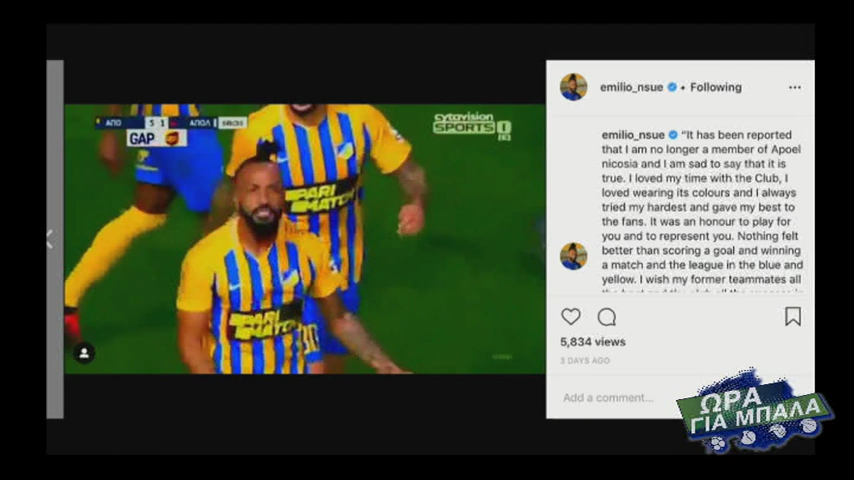 ΑΠΟ 5 1 ΑΠΟΛ
GAP
cytavision
SPORTS 1
PARI
MATCH
PARI
MATCH
emilio_nsue • Following
emilio_nsue "It has been reported
that I am no longer a member of Apoel
nicosia and I am sad to say that it is
true. I loved my time with the Club, I
loved wearing its colours and I always
tried my hardest and gave my best to
the fans. It was an honour to play for
you and to represent you. Nothing felt
better than scoring a goal and winning
a match and the league in the blue and
yellow. I wish my former teammates all
5,834 views
3 DAYS AGO
Add a comment...
ΩΡΑ
ΓΙΑ ΜΠΑΛΑ